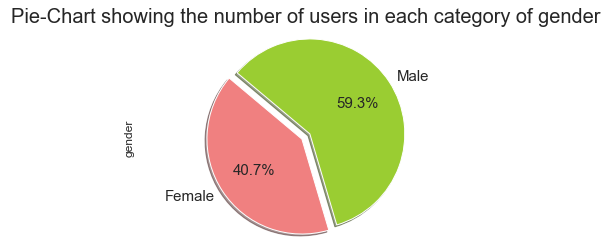 Pie-Chart showing the number of users in each category of gender
Male
59.3%
gender
40.7%
Female